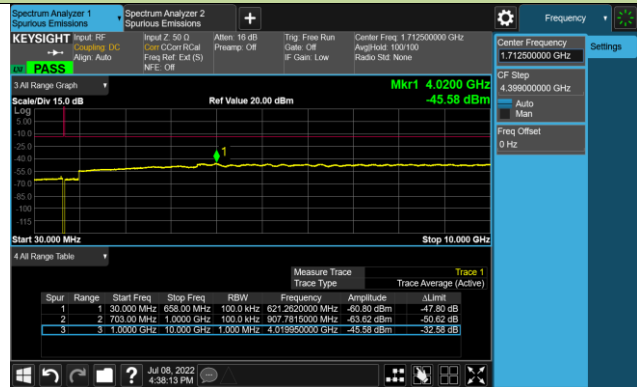 Spectrum Analyzer 1
Spurious Emissions
Spectrum Analyzer 2
Spurious Emissions
+
Frequency
KEYSIGHT
Input: RF
Coupling: DC
Align: Auto
Input Z: 50 Ω
Corr CCorr RCal
Freq Ref: Ext (S)
NFE: Off
Atten: 16 dB
Preamp: Off
Trig: Free Run
Gate: Off
IF Gain: Low
Center Freq: 1.712500000 GHz
Avg|Hold: 100/100
Radio Std: None
PASS
Center Frequency
1.712500000 GHz
Settings
CF Step
4.399000000 GHz
Auto
Man
Freq Offset
0 Hz
3 All Range Graph
Mkr1 4.0200 GHz
Scale/Div 15.0 dB
Ref Value 20.00 dBm
-45.58 dBm
Log
5.00
-10.0
-25.0
-40.0
-55.0
-70.0
-85.0
-100
-115
1
Start 30.000 MHz
Stop 10.000 GHz
4 All Range Table
Measure Trace Trace 1
Trace Type Trace Average (Active)
Spur Range Start Freq Stop Freq RBW Frequency Amplitude ΔLimit
1 1 30.000 MHz 658.00 MHz 100.0 kHz 621.2620000 MHz -60.80 dBm -47.80 dB
2 2 703.00 MHz 1.0000 GHz 100.0 kHz 907.7815000 MHz -63.62 dBm -50.62 dB
3 3 1.0000 GHz 10.000 GHz 1.000 MHz 4.019950000 GHz -45.58 dBm -32.58 dB
?
Jul 08, 2022
4:38:13 PM